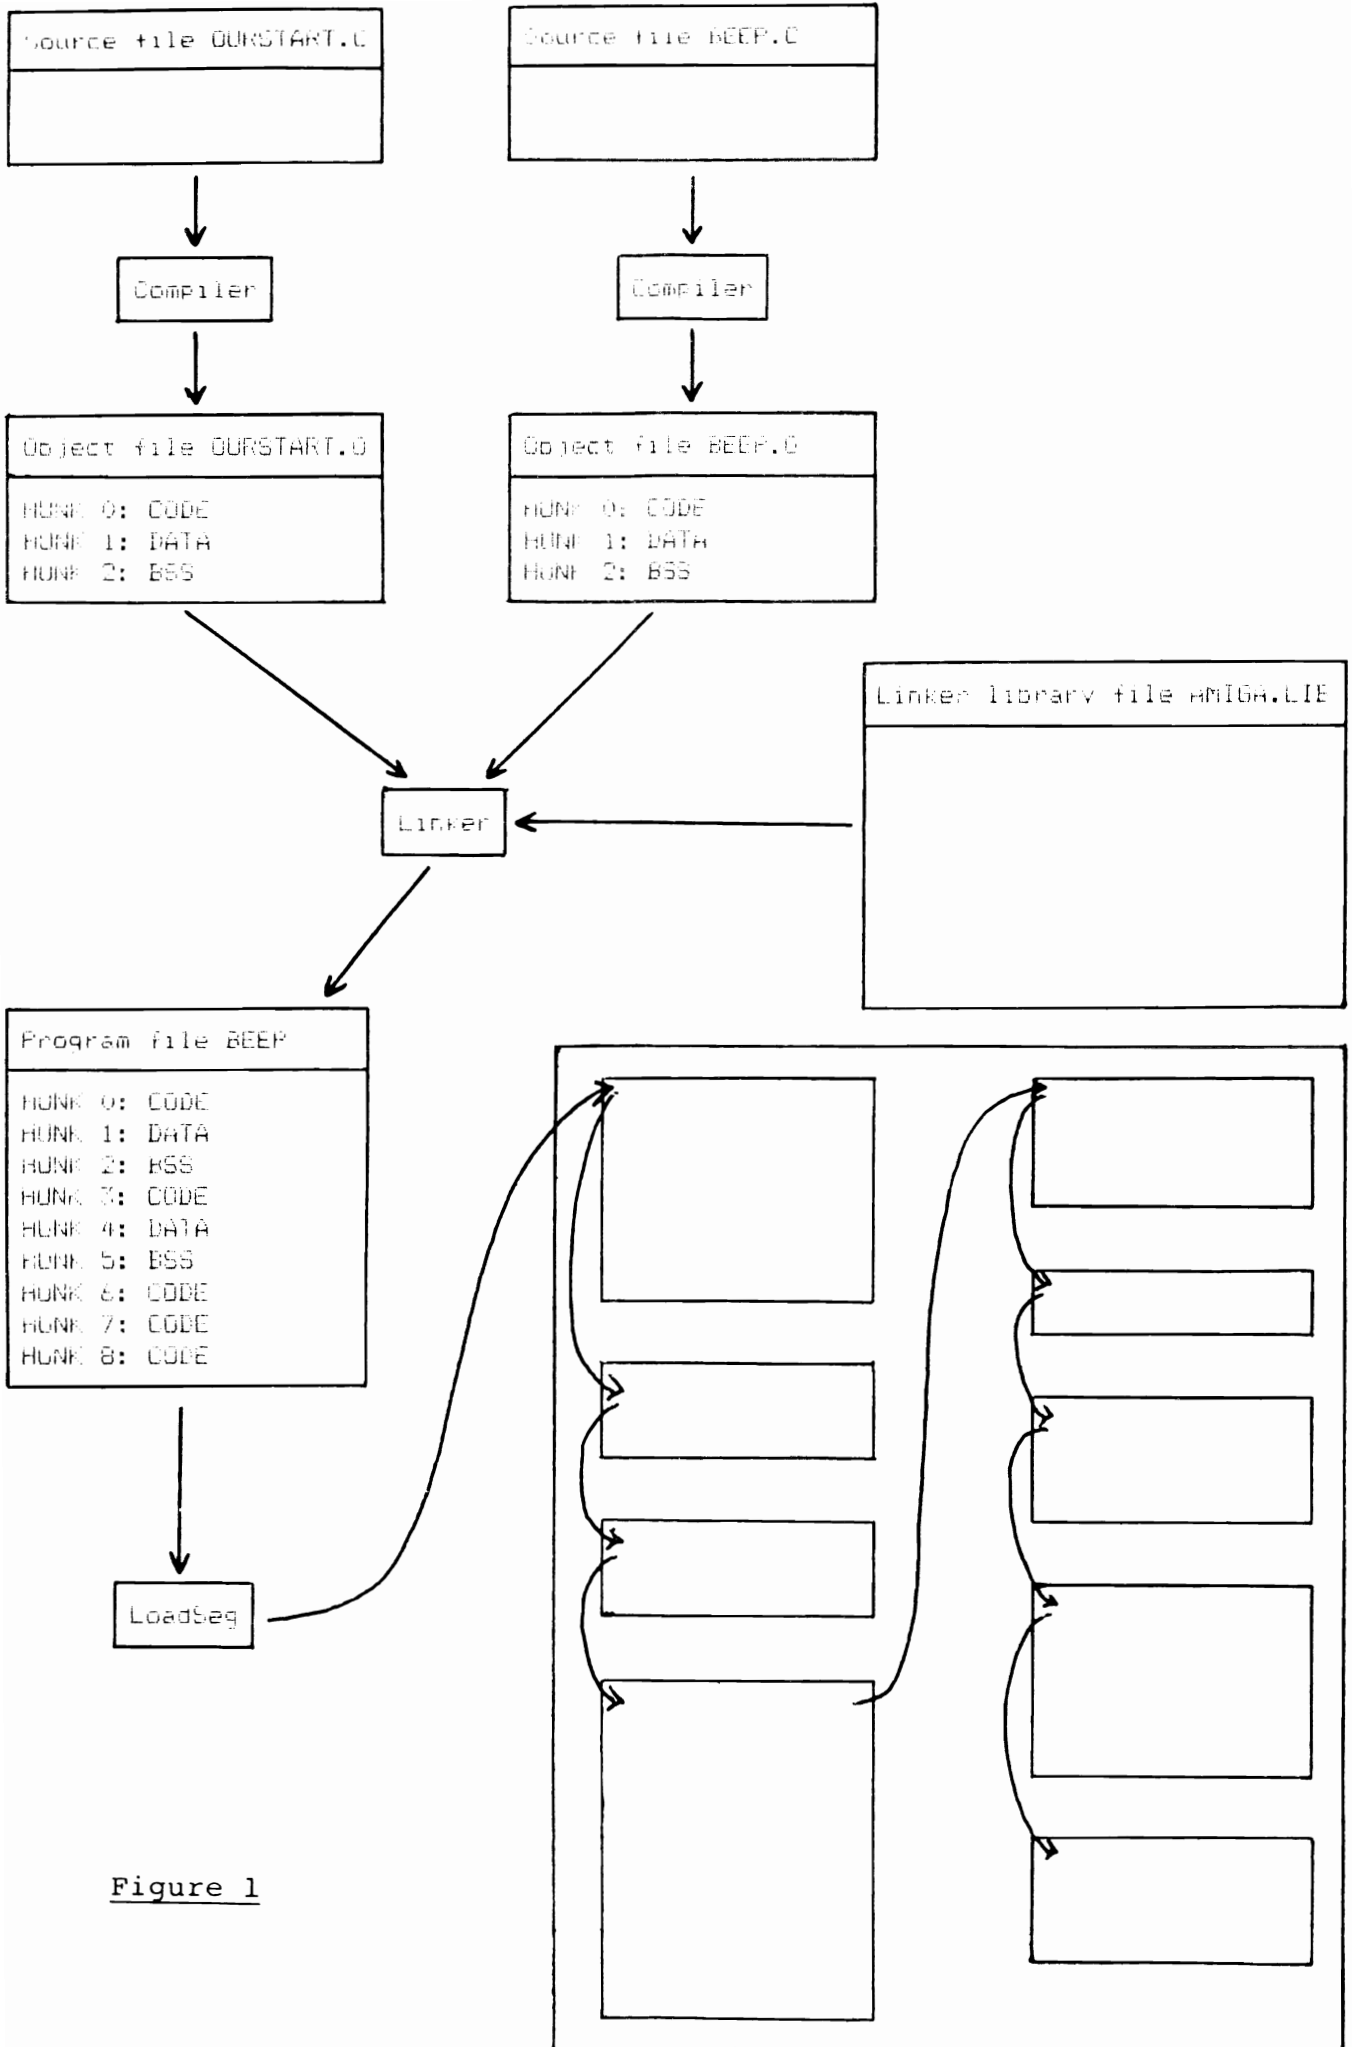 Source file OURSTART.C
Source file BEEP.C
Compiler
Compiler
Object file OURSTART.O
HUNK 0: CODE
HUNK 1: DATA
HUNK 2: BSS
Object file BEEP.O
HUNK 0: CODE
HUNK 1: DATA
HUNK 2: BSS
Linker library file AMIGA.LIB
Linker
Program file BEEP
HUNK 0: CODE
HUNK 1: DATA
HUNK 2: BSS
HUNK 3: CODE
HUNK 4: DATA
HUNK 5: BSS
HUNK 6: CODE
HUNK 7: CODE
HUNK 8: CODE
LoadSeg
Figure 1